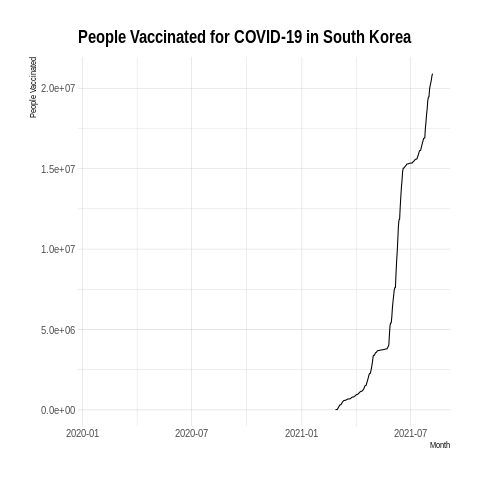 People Vaccinated for COVID-19 in South Korea
People Vaccinated
2.0e+07
1.5e+07
1.0e+07
5.0e+06
0.0e+00
2020-01
2020-07
2021-01
2021-07
Month